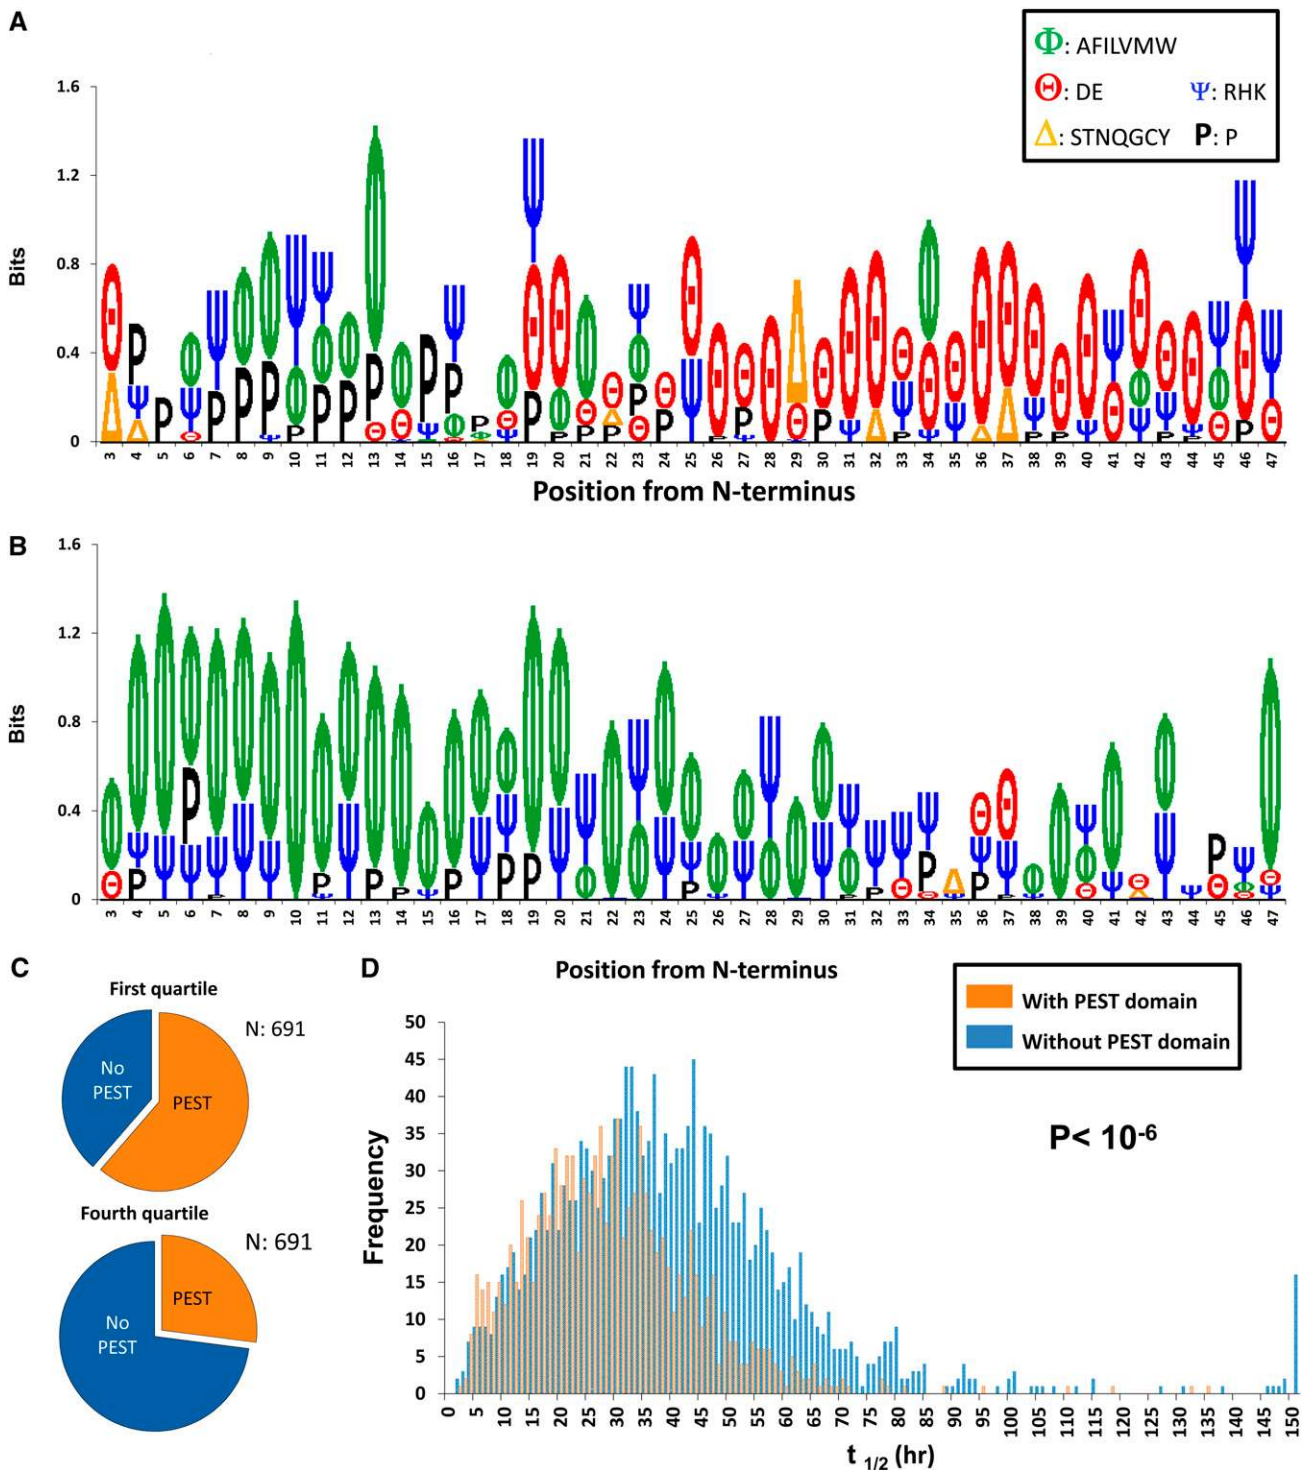 A
Φ: AFILVMW
Θ: DE Ψ: RHK
Δ: STNQGCY P: P
1.6
1.2
0.8
0.4
0
Bits
3 4 5 6 7 8 9 10 11 12 13 14 15 16 17 18 19 20 21 22 23 24 25 26 27 28 29 30 31 32 33 34 35 36 37 38 39 40 41 42 43 44 45 46 47
Position from N-terminus
B
1.6
1.2
0.8
0.4
0
Bits
3 4 5 6 7 8 9 10 11 12 13 14 15 16 17 18 19 20 21 22 23 24 25 26 27 28 29 30 31 32 33 34 35 36 37 38 39 40 41 42 43 44 45 46 47
Position from N-terminus
C
First quartile
N: 691
No
PEST
PEST
Fourth quartile
N: 691
No
PEST
PEST
D
With PEST domain
Without PEST domain
P< 10-6
50
45
40
35
30
25
20
15
10
5
0
Frequency
0 5 10 15 20 25 30 35 40 45 50 55 60 65 70 75 80 85 90 95 100 105 110 115 120 125 130 135 140 145 150
t 1/2 (hr)